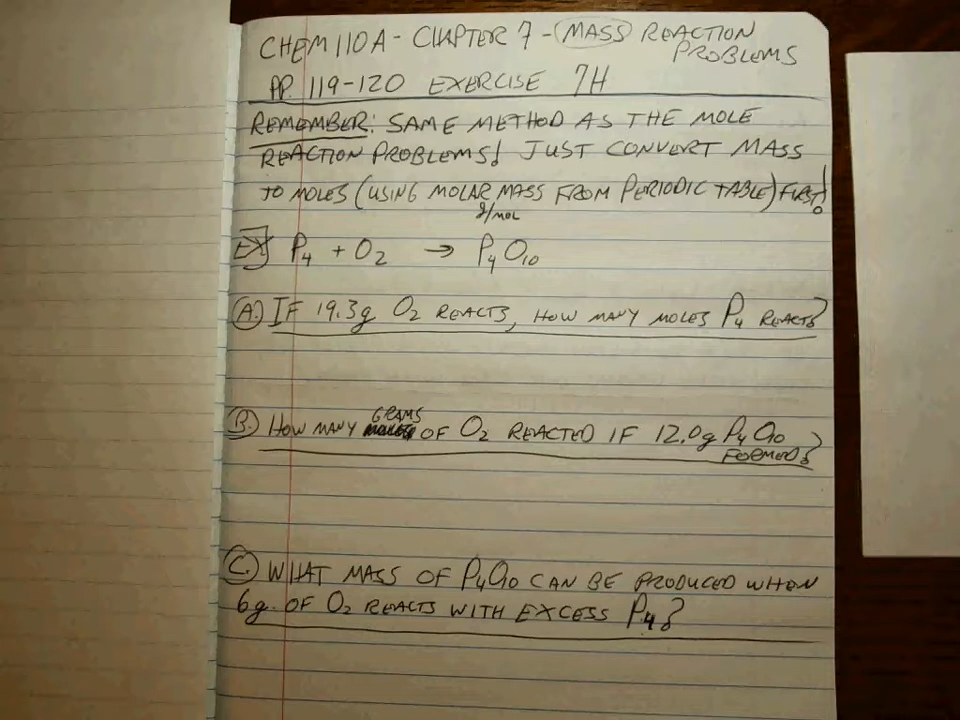 CHEM 110A - CHAPTER 7 - MASS REACTION
PROBLEMS
PP. 119-120 EXERCISE 7H
REMEMBER: SAME METHOD AS THE MOLE
REACTION PROBLEMS! JUST CONVERT MASS
TO MOLES (USING MOLAR MASS FROM PERIODIC TABLE) FIRST!
g/mol
EX P₄ + O₂ → P₄O₁₀
A. IF 19.3g O₂ REACTS, HOW MANY MOLES P₄ REACTS?
B. HOW MANY GRAMS OF O₂ REACTED IF 12.0g P₄O₁₀
FORMED?
C. WHAT MASS OF P₄O₁₀ CAN BE PRODUCED WHEN
6g. OF O₂ REACTS WITH EXCESS P₄?